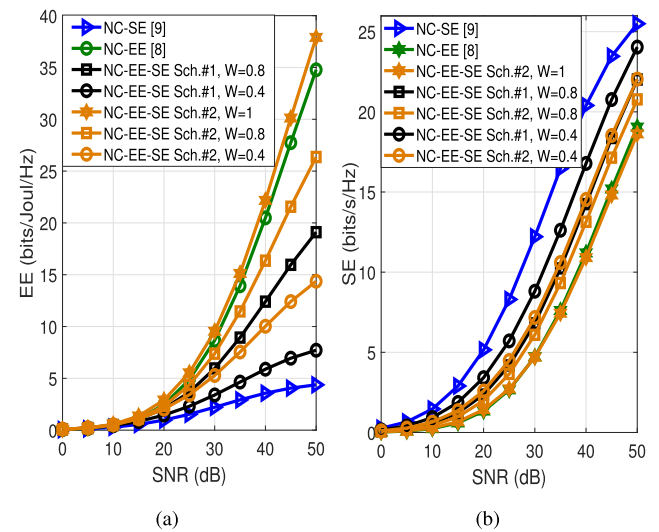 40
35
30
25
20
15
10
5
0
EE (bits/Joul/Hz)
NC-SE [9]
NC-EE [8]
NC-EE-SE Sch.#1, W=0.8
NC-EE-SE Sch.#1, W=0.4
NC-EE-SE Sch.#2, W=1
NC-EE-SE Sch.#2, W=0.8
NC-EE-SE Sch.#2, W=0.4
0 10 20 30 40 50
SNR (dB)
(a)
25
20
15
10
5
0
SE (bits/s/Hz)
NC-SE [9]
NC-EE [8]
NC-EE-SE Sch.#2, W=1
NC-EE-SE Sch.#1, W=0.8
NC-EE-SE Sch.#2, W=0.8
NC-EE-SE Sch.#1, W=0.4
NC-EE-SE Sch.#2, W=0.4
0 10 20 30 40 50
SNR (dB)
(b)